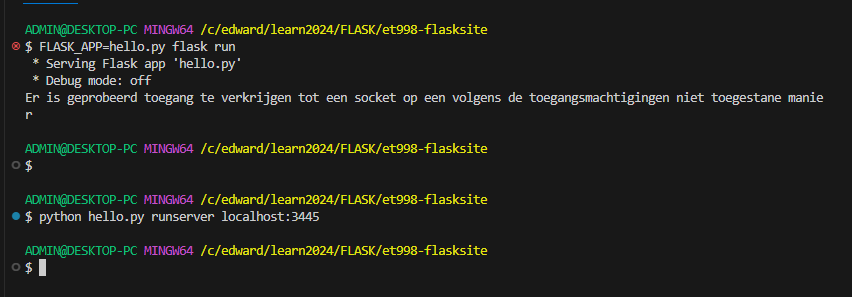 ADMIN@DESKTOP-PC MINGW64 /c/edward/learn2024/FLASK/et998-flasksite
$ FLASK_APP=hello.py flask run
 * Serving Flask app 'hello.py'
 * Debug mode: off
Er is geprobeerd toegang te verkrijgen tot een socket op een volgens de toegangsmachtigingen niet toegestane manie
r
ADMIN@DESKTOP-PC MINGW64 /c/edward/learn2024/FLASK/et998-flasksite
$
ADMIN@DESKTOP-PC MINGW64 /c/edward/learn2024/FLASK/et998-flasksite
$ python hello.py runserver localhost:3445
ADMIN@DESKTOP-PC MINGW64 /c/edward/learn2024/FLASK/et998-flasksite
$